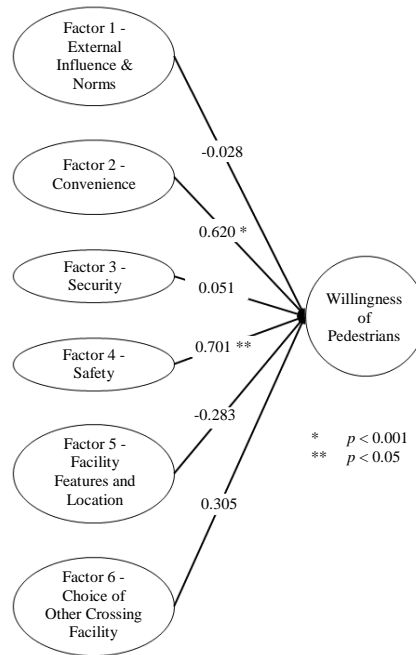 Factor 1 -
External
Influence &
Norms
-0.028
Factor 2 -
Convenience
0.620 *
Factor 3 -
Security
0.051
Willingness
of
Pedestrians
Factor 4 -
Safety
0.701 **
-0.283
Factor 5 -
Facility
Features and
Location
* p < 0.001
** p < 0.05
0.305
Factor 6 -
Choice of
Other Crossing
Facility